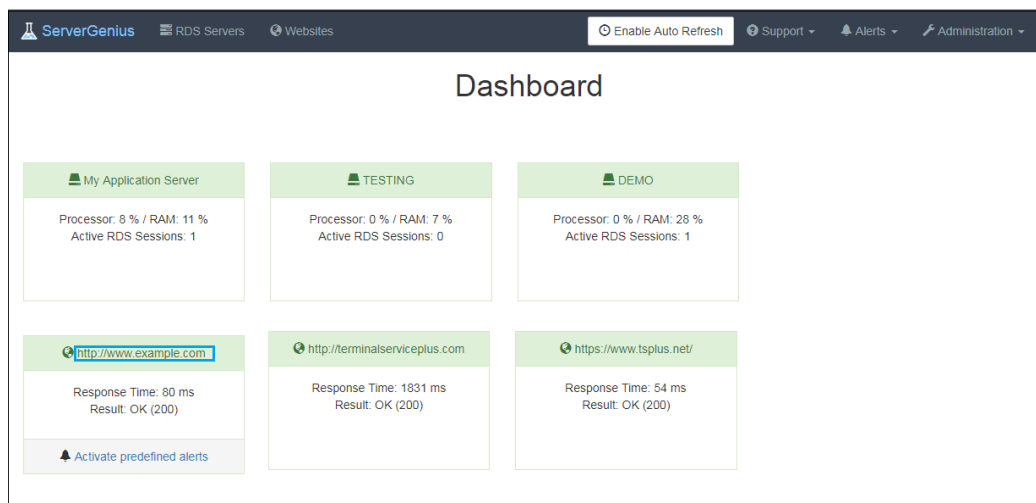 ServerGenius RDS Servers Websites Enable Auto Refresh Support Alerts Administration
Dashboard
My Application Server
Processor: 8 % / RAM: 11 %
Active RDS Sessions: 1
TESTING
Processor: 0 % / RAM: 7 %
Active RDS Sessions: 0
DEMO
Processor: 0 % / RAM: 28 %
Active RDS Sessions: 1
http://www.example.com
Response Time: 80 ms
Result: OK (200)
Activate predefined alerts
http://terminalserviceplus.com
Response Time: 1831 ms
Result: OK (200)
https://www.tsplus.net/
Response Time: 54 ms
Result: OK (200)